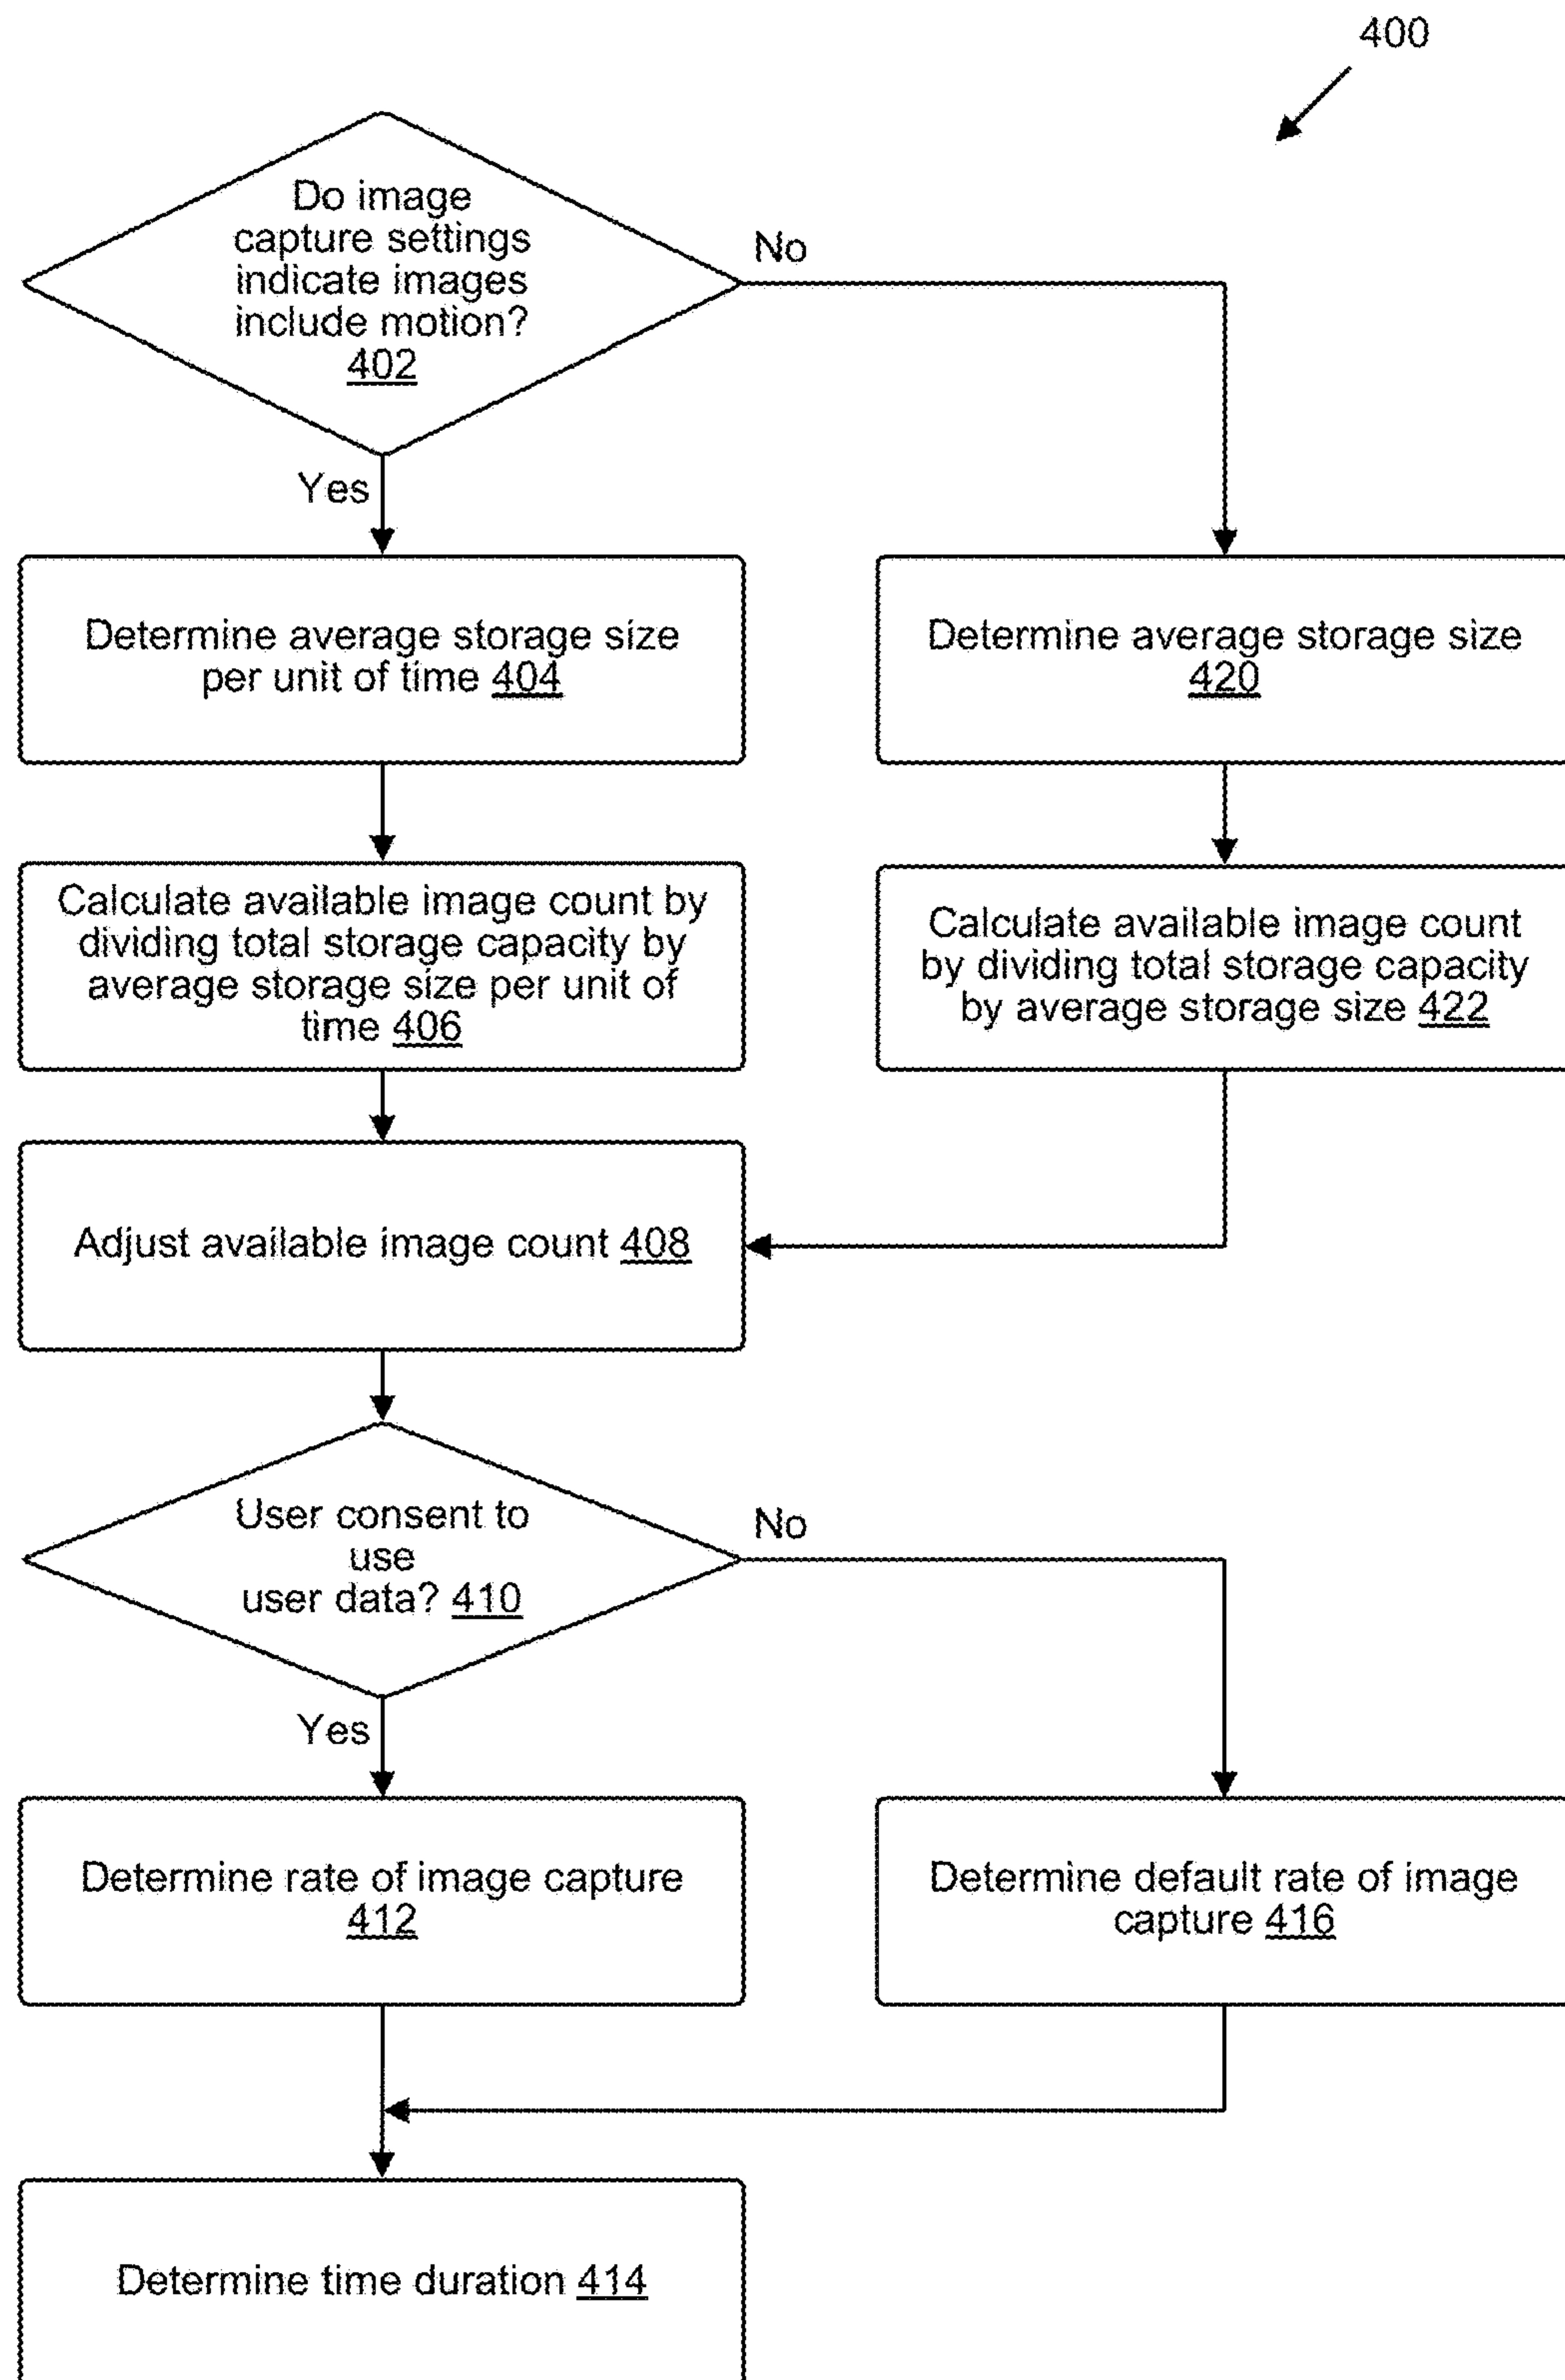 400
Do image
capture settings
indicate images
include motion?
402
No
Yes
Determine average storage size
per unit of time 404
Determine average storage size
420
Calculate available image count by
dividing total storage capacity by
average storage size per unit of
time 406
Calculate available image count
by dividing total storage capacity
by average storage size 422
Adjust available image count 408
User consent to
use
user data? 410
No
Yes
Determine rate of image capture
412
Determine default rate of image
capture 416
Determine time duration 414